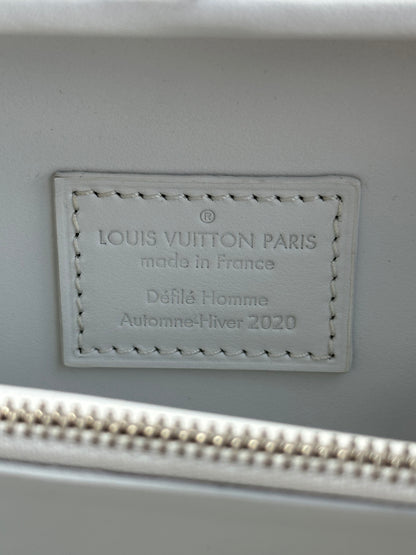 ®
LOUIS VUITTON PARIS
made in France
Défilé Homme
Automne-Hiver 2020